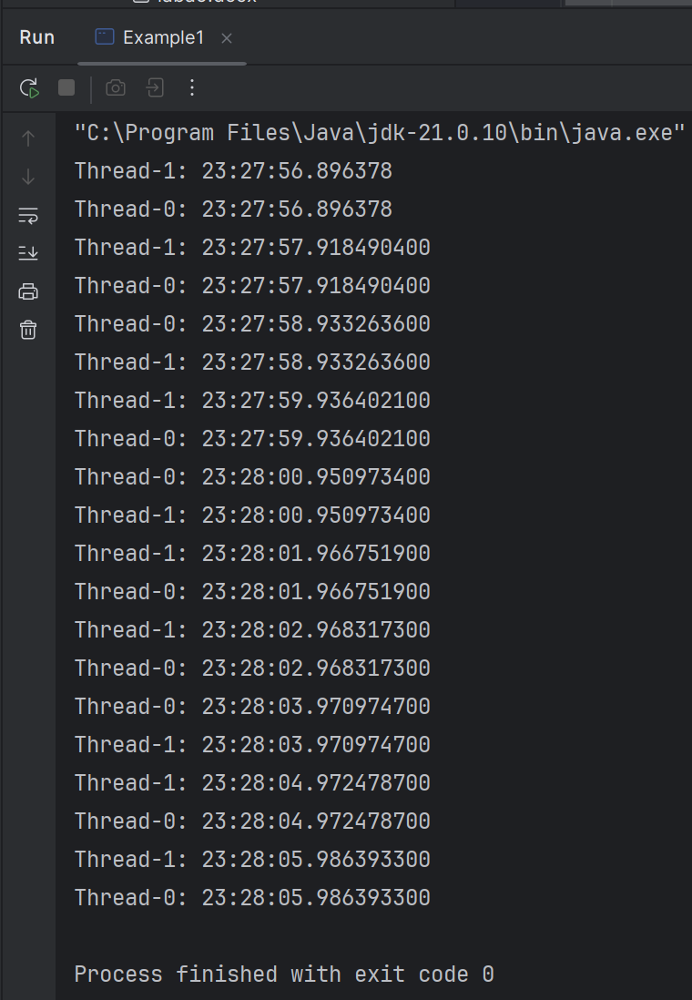 Run
Example1
"C:\Program Files\Java\jdk-21.0.10\bin\java.exe"
Thread-1: 23:27:56.896378
Thread-0: 23:27:56.896378
Thread-1: 23:27:57.918490400
Thread-0: 23:27:57.918490400
Thread-0: 23:27:58.933263600
Thread-1: 23:27:58.933263600
Thread-1: 23:27:59.936402100
Thread-0: 23:27:59.936402100
Thread-0: 23:28:00.950973400
Thread-1: 23:28:00.950973400
Thread-1: 23:28:01.966751900
Thread-0: 23:28:01.966751900
Thread-1: 23:28:02.968317300
Thread-0: 23:28:02.968317300
Thread-0: 23:28:03.970974700
Thread-1: 23:28:03.970974700
Thread-1: 23:28:04.972478700
Thread-0: 23:28:04.972478700
Thread-1: 23:28:05.986393300
Thread-0: 23:28:05.986393300
Process finished with exit code 0